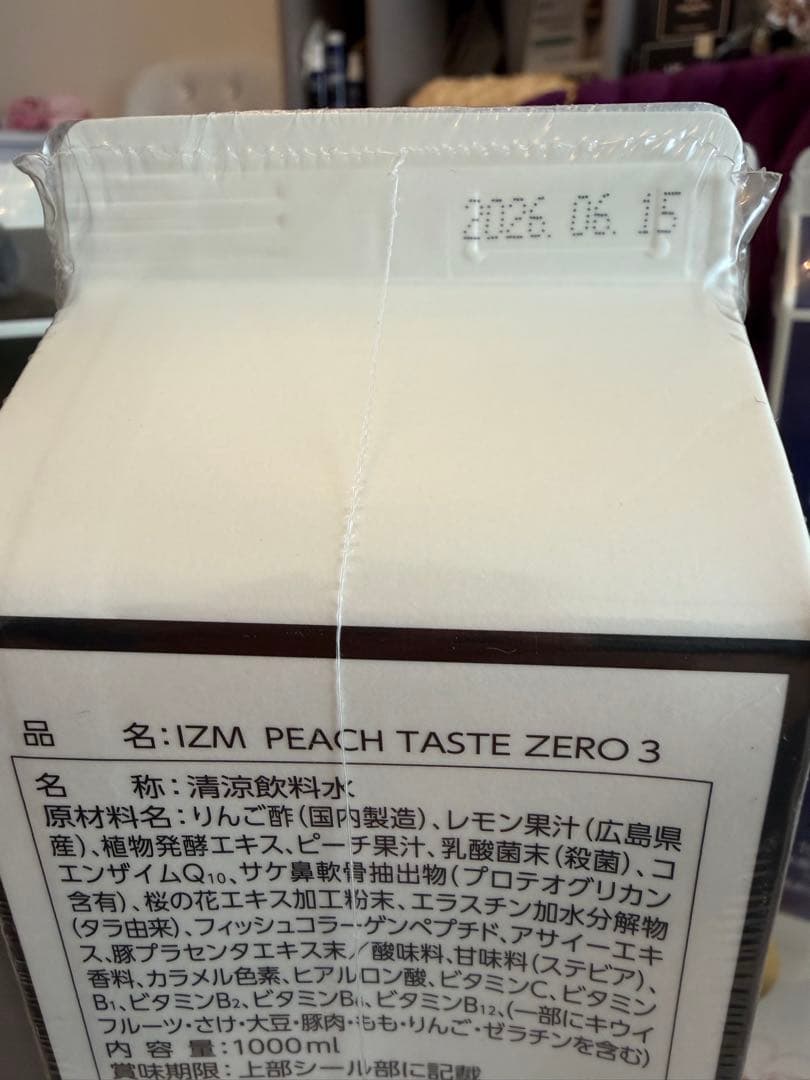 2026.06.15
品 名:IZM PEACH TASTE ZERO 3
名 称:清涼飲料水
原材料名:りんご酢(国内製造)、レモン果汁(広島県
産)、植物発酵エキス、ピーチ果汁、乳酸菌末(殺菌)、コ
エンザイムQ₁₀、サケ鼻軟骨抽出物(プロテオグリカン
含有)、桜の花エキス加工粉末、エラスチン加水分解物
(タラ由来)、フィッシュコラーゲンペプチド、アサイーエキ
ス、豚プラセンタエキス末/酸味料、甘味料(ステビア)、
香料、カラメル色素、ヒアルロン酸、ビタミンC、ビタミン
B₁、ビタミンB₂、ビタミンB₆、ビタミンB₁₂、(一部にキウイ
フルーツ・さけ・大豆・豚肉・もも・りんご・ゼラチンを含む)
内 容 量:1000ml
賞味期限:上部シール部に記載